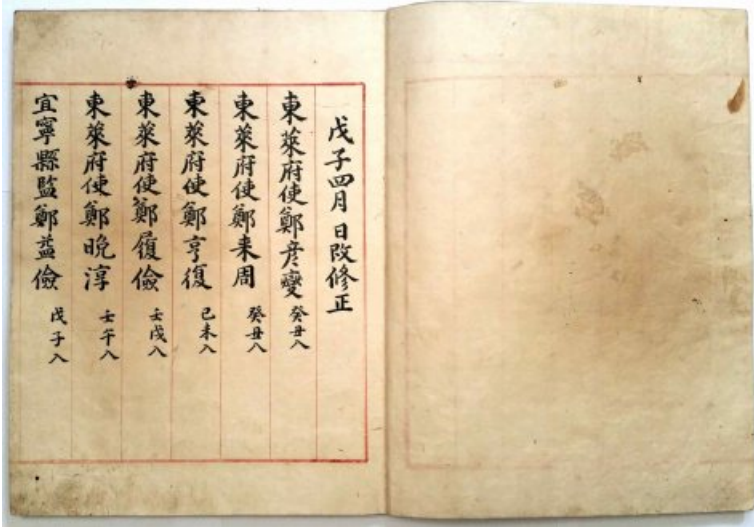 戊子四月 日改修正
東萊府使鄭彦燮 癸丑入
東萊府使鄭来周 癸丑入
東萊府使鄭亨復 己未入
東萊府使鄭履儉 壬戌入
東萊府使鄭晩淳 壬午入
宜寧縣監鄭益儉 戊子入